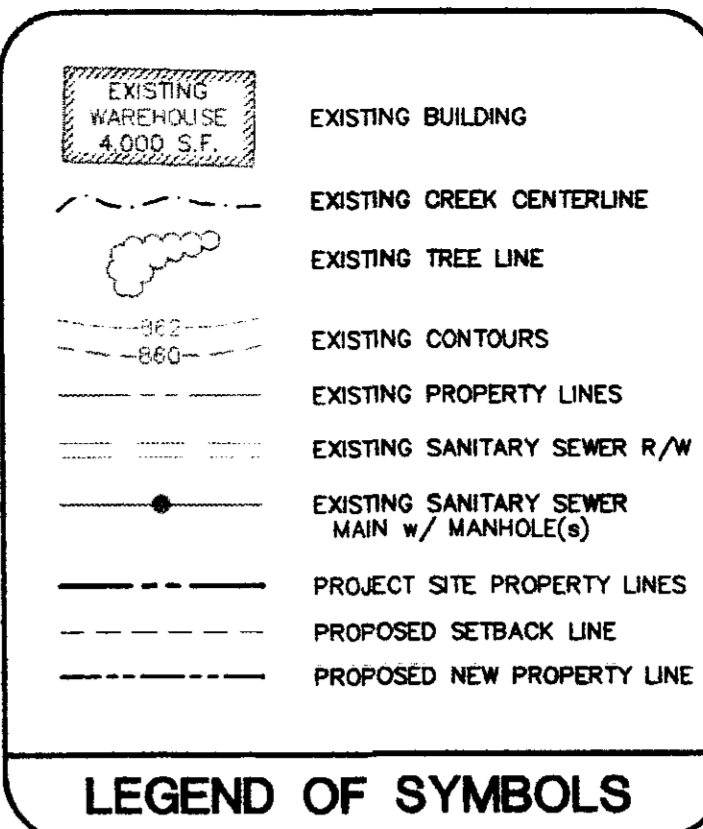 EXISTING
WAREHOUSE
4,000 S.F.
EXISTING BUILDING
EXISTING CREEK CENTERLINE
EXISTING TREE LINE
862
860
EXISTING CONTOURS
EXISTING PROPERTY LINES
EXISTING SANITARY SEWER R/W
EXISTING SANITARY SEWER
MAIN w/ MANHOLE(s)
PROJECT SITE PROPERTY LINES
PROPOSED SETBACK LINE
PROPOSED NEW PROPERTY LINE
LEGEND OF SYMBOLS